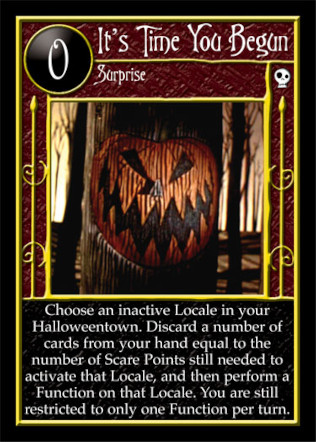 0
It's Time You Begun
Surprise
Choose an inactive Locale in your
Halloweentown. Discard a number of
cards from your hand equal to the
number of Scare Points still needed to
activate that Locale, and then perform a
Function on that Locale. You are still
restricted to only one Function per turn.